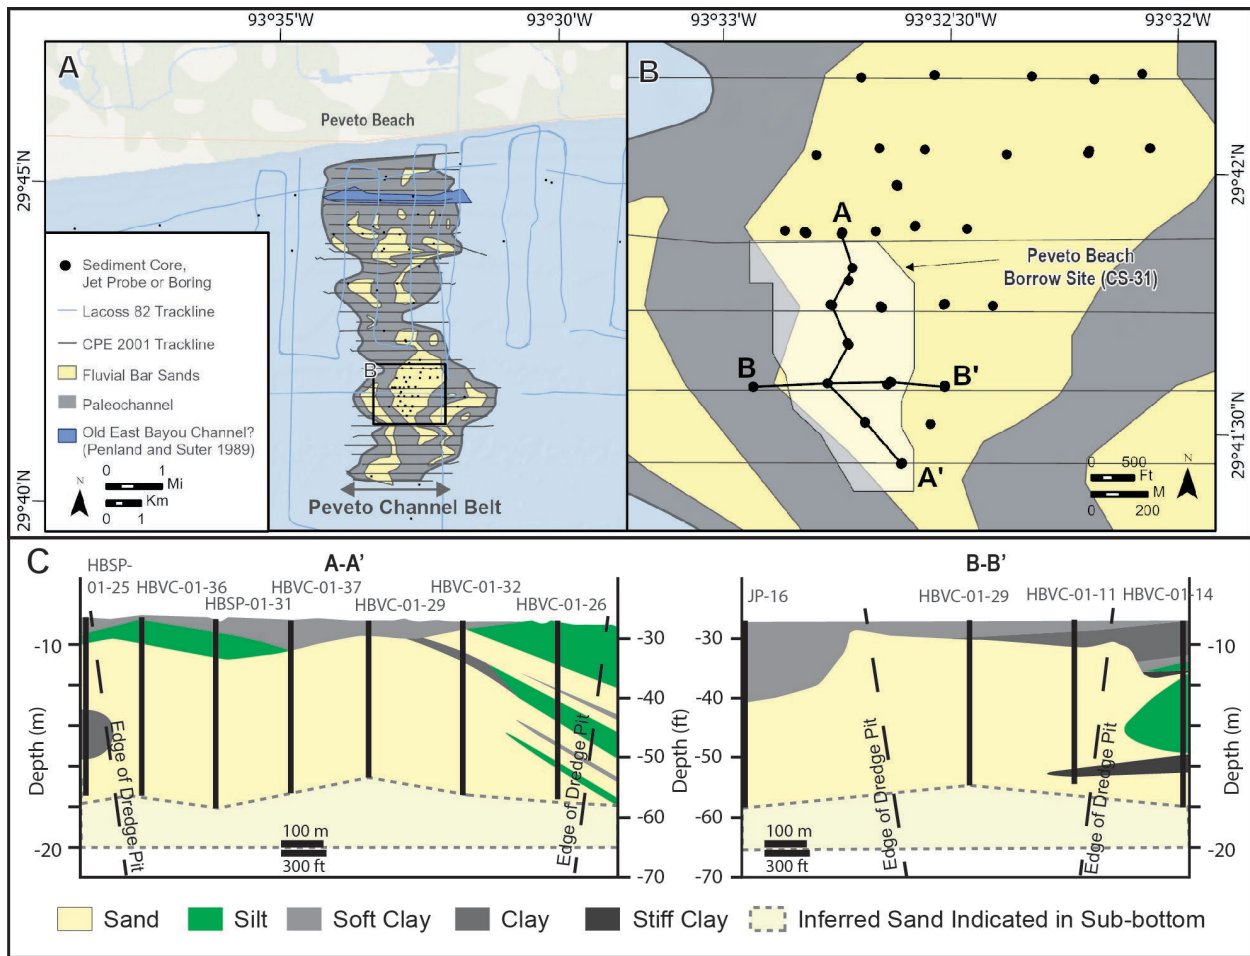 93°35'W
93°30'W
93°33'W
93°32'30"W
93°32'W
A
Peveto Beach
29°45'N
29°40'N
Sediment Core,
Jet Probe or Boring
Lacoss 82 Trackline
CPE 2001 Trackline
Fluvial Bar Sands
Paleochannel
Old East Bayou Channel?
(Penland and Suter 1989)
0 1
Mi
Km
0 1
N
B
Peveto Channel Belt
B
A
Peveto Beach
Borrow Site (CS-31)
B
B'
A'
29°42'N
29°41'30"N
0 500
Ft
M
0 200
N
C
A-A'
HBSP-
01-25
HBVC-01-36
HBSP-01-31
HBVC-01-37
HBVC-01-29
HBVC-01-32
HBVC-01-26
Depth (m)
-10
-20
Edge of Dredge Pit
Edge of Dredge Pit
100 m
300 ft
-30
-40
-50
-60
-70
Depth (ft)
B-B'
JP-16
HBVC-01-29
HBVC-01-11
HBVC-01-14
-30
-40
-50
-60
-70
Edge of Dredge Pit
Edge of Dredge Pit
100 m
300 ft
-10
-20
Depth (m)
Sand
Silt
Soft Clay
Clay
Stiff Clay
Inferred Sand Indicated in Sub-bottom